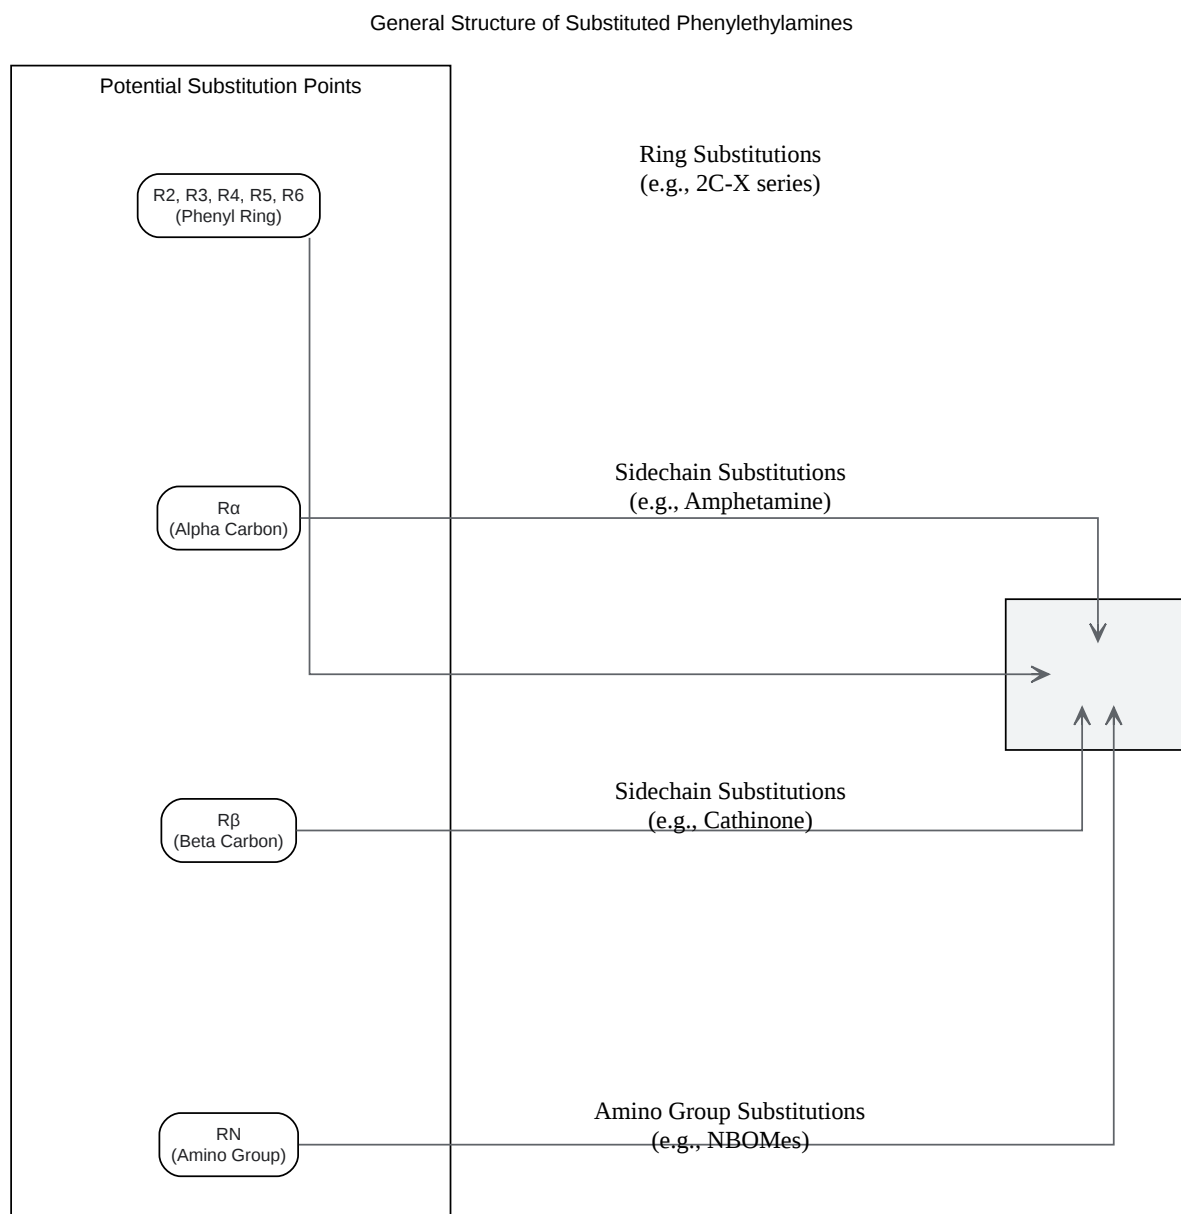 General Structure of Substituted Phenylethylamines
Potential Substitution Points
R2, R3, R4, R5, R6
(Phenyl Ring)
Ring Substitutions
(e.g., 2C-X series)
Rα
(Alpha Carbon)
Sidechain Substitutions
(e.g., Amphetamine)
Rβ
(Beta Carbon)
Sidechain Substitutions
(e.g., Cathinone)
RN
(Amino Group)
Amino Group Substitutions
(e.g., NBOMes)